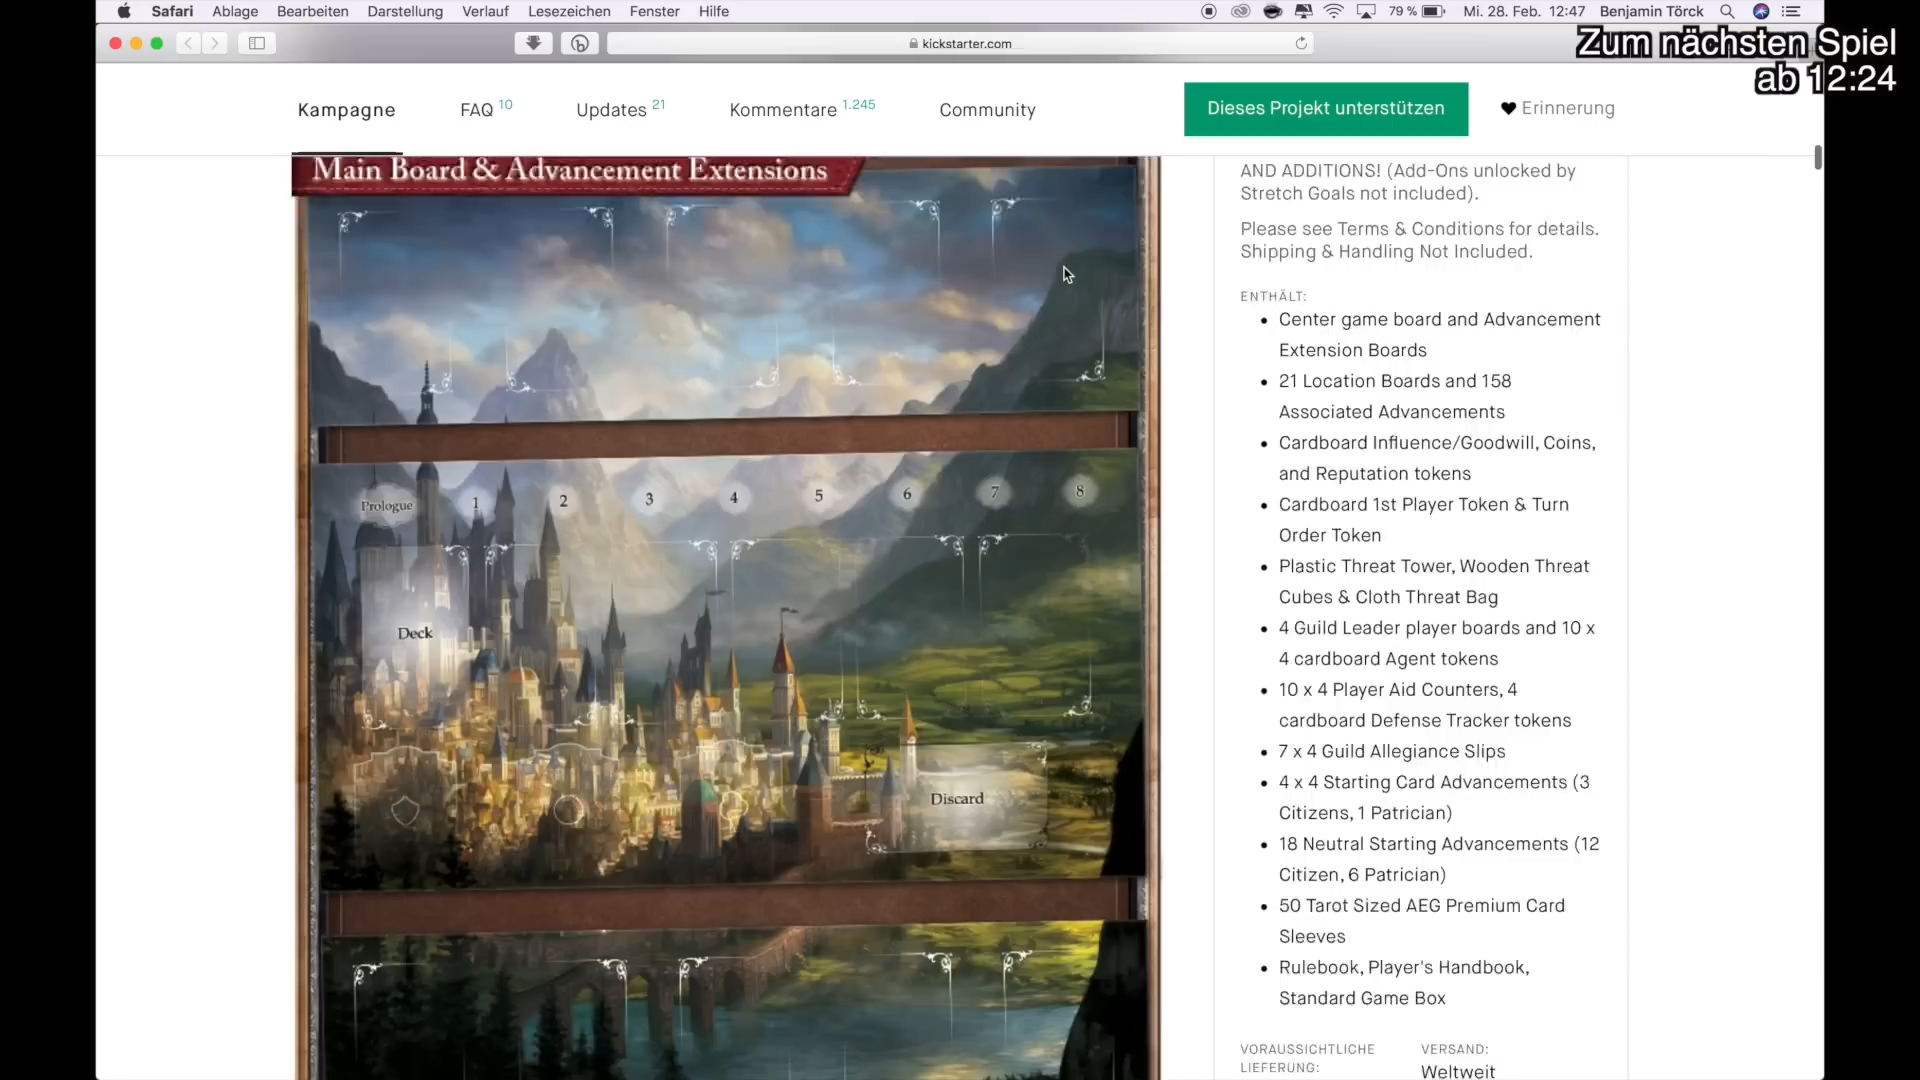 Safari Ablage Bearbeiten Darstellung Verlauf Lesezeichen Fenster Hilfe 79 % Mi. 28. Feb. 12:47 Benjamin Törck
kickstarter.com
Zum nächsten Spiel
ab 12:24
Kampagne FAQ 10 Updates 21 Kommentare 1.245 Community Dieses Projekt unterstützen Erinnerung
Main Board & Advancement Extensions
Prologue 1 2 3 4 5 6 7 8
Deck
Discard
AND ADDITIONS! (Add-Ons unlocked by
Stretch Goals not included).
Please see Terms & Conditions for details.
Shipping & Handling Not Included.
ENTHÄLT:
• Center game board and Advancement
Extension Boards
• 21 Location Boards and 158
Associated Advancements
• Cardboard Influence/Goodwill, Coins,
and Reputation tokens
• Cardboard 1st Player Token & Turn
Order Token
• Plastic Threat Tower, Wooden Threat
Cubes & Cloth Threat Bag
• 4 Guild Leader player boards and 10 x
4 cardboard Agent tokens
• 10 x 4 Player Aid Counters, 4
cardboard Defense Tracker tokens
• 7 x 4 Guild Allegiance Slips
• 4 x 4 Starting Card Advancements (3
Citizens, 1 Patrician)
• 18 Neutral Starting Advancements (12
Citizen, 6 Patrician)
• 50 Tarot Sized AEG Premium Card
Sleeves
• Rulebook, Player's Handbook,
Standard Game Box
VORAUSSICHTLICHE
LIEFERUNG:
VERSAND:
Weltweit